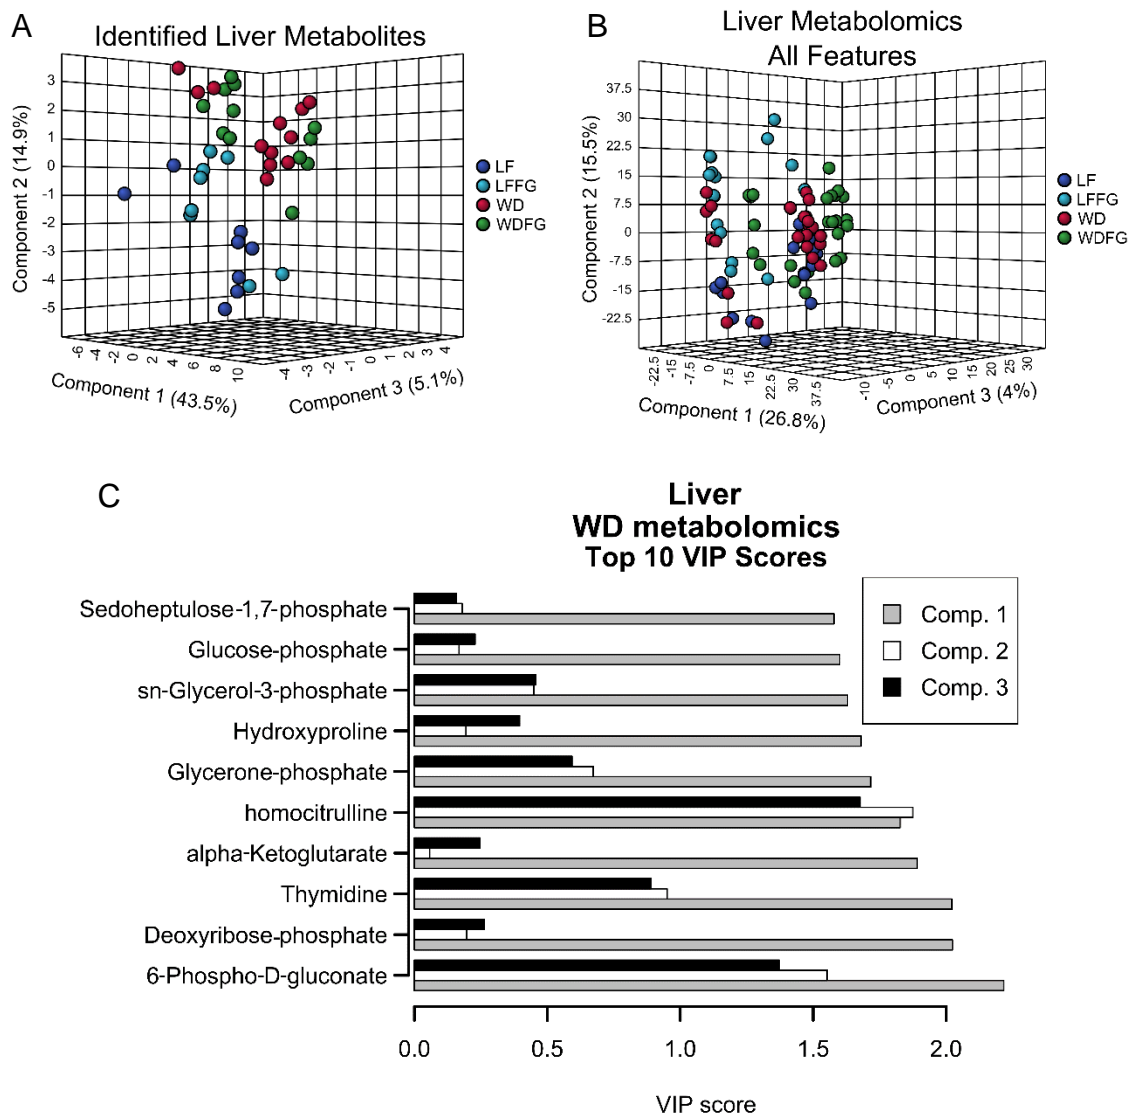 A
Identified Liver Metabolites
Component 2 (14.9%)
3
2
1
0
-1
-2
-3
-4
-5
-6
-4
-2
0
2
4
6
8
10
Component 1 (43.5%)
-4
-3
-2
-1
0
1
2
3
4
Component 3 (5.1%)
LF
LFFG
WD
WDFG
B
Liver Metabolomics
All Features
Component 2 (15.5%)
37.5
30
22.5
15
7.5
0
-7.5
-15
-22.5
-22.5
-15
-7.5
0
7.5
15
22.5
30
37.5
Component 1 (26.8%)
-10
-5
0
5
10
15
20
25
30
Component 3 (4%)
LF
LFFG
WD
WDFG
C
Liver
WD metabolomics
Top 10 VIP Scores
Comp. 1
Comp. 2
Comp. 3
Sedoheptulose-1,7-phosphate
Glucose-phosphate
sn-Glycerol-3-phosphate
Hydroxyproline
Glycerone-phosphate
homocitrulline
alpha-Ketoglutarate
Thymidine
Deoxyribose-phosphate
6-Phospho-D-gluconate
0.0 0.5 1.0 1.5 2.0
VIP score